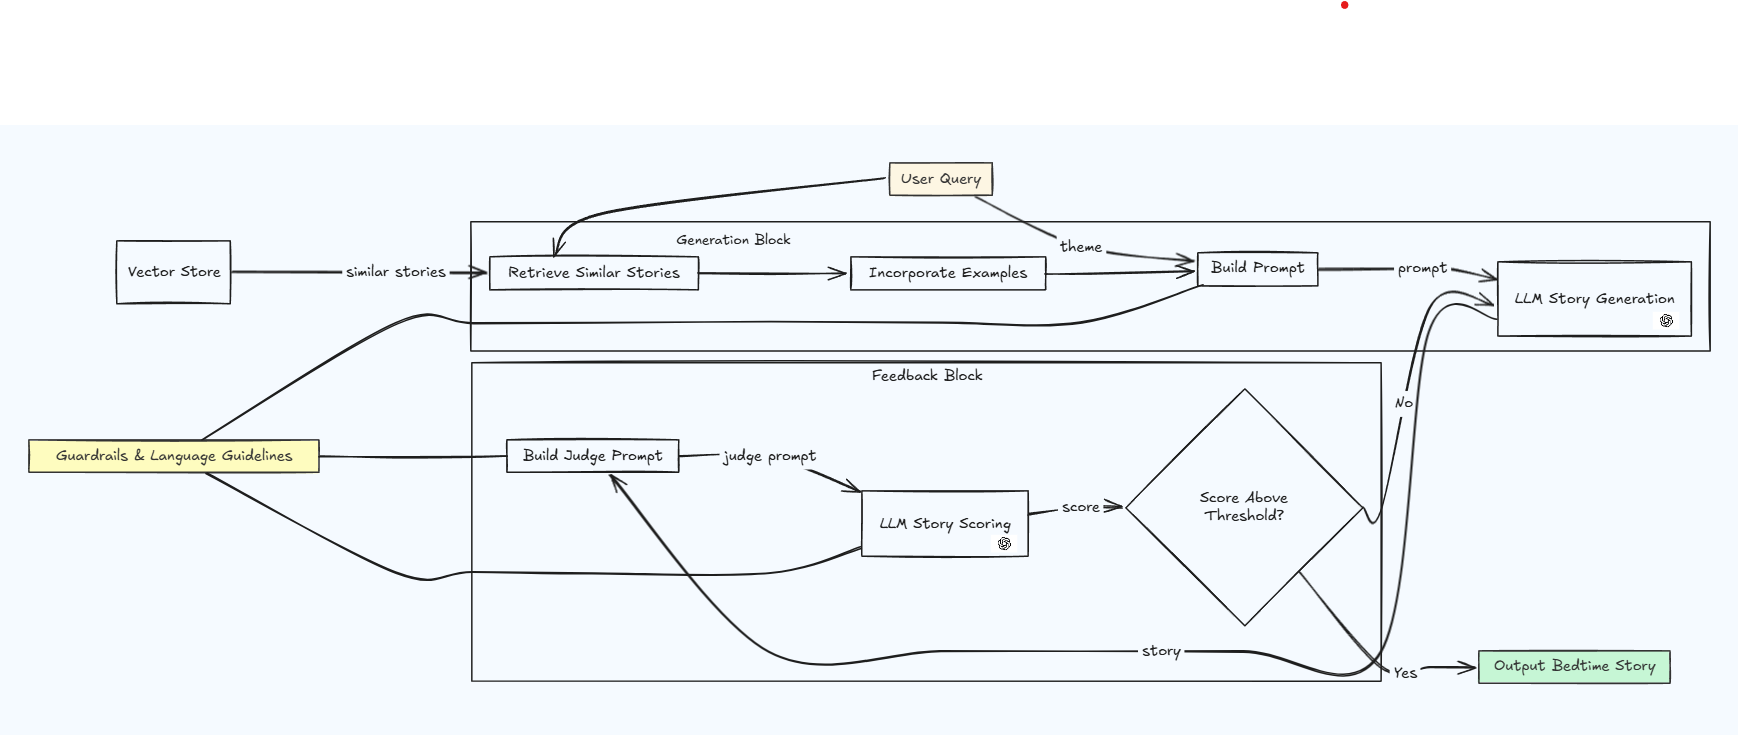 User Query
Generation Block
theme
Vector Store
similar stories
Retrieve Similar Stories
Incorporate Examples
Build Prompt
prompt
LLM Story Generation
Feedback Block
No
Guardrails & Language Guidelines
Build Judge Prompt
judge prompt
LLM Story Scoring
score
Score Above
Threshold?
story
Yes
Output Bedtime Story